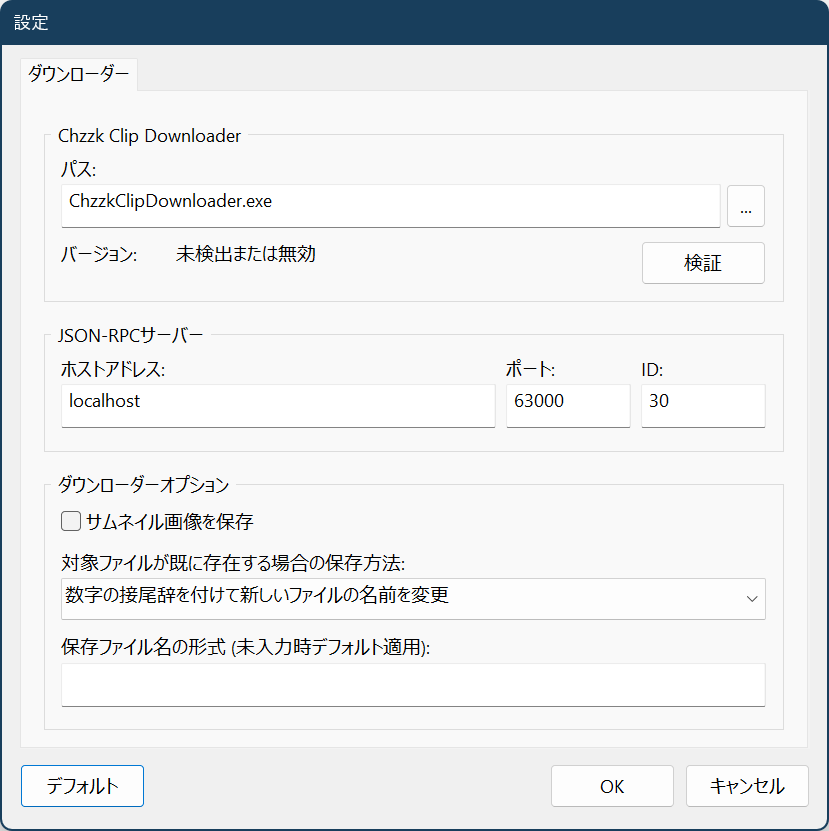 設定
ダウンローダー
Chzzk Clip Downloader
パス:
ChzzkClipDownloader.exe
...
バージョン: 未検出または無効
検証
JSON-RPCサーバー
ホストアドレス: ポート: ID:
localhost 63000 30
ダウンローダーオプション
サムネイル画像を保存
対象ファイルが既に存在する場合の保存方法:
数字の接尾辞を付けて新しいファイルの名前を変更
保存ファイル名の形式 (未入力時デフォルト適用):
デフォルト OK キャンセル